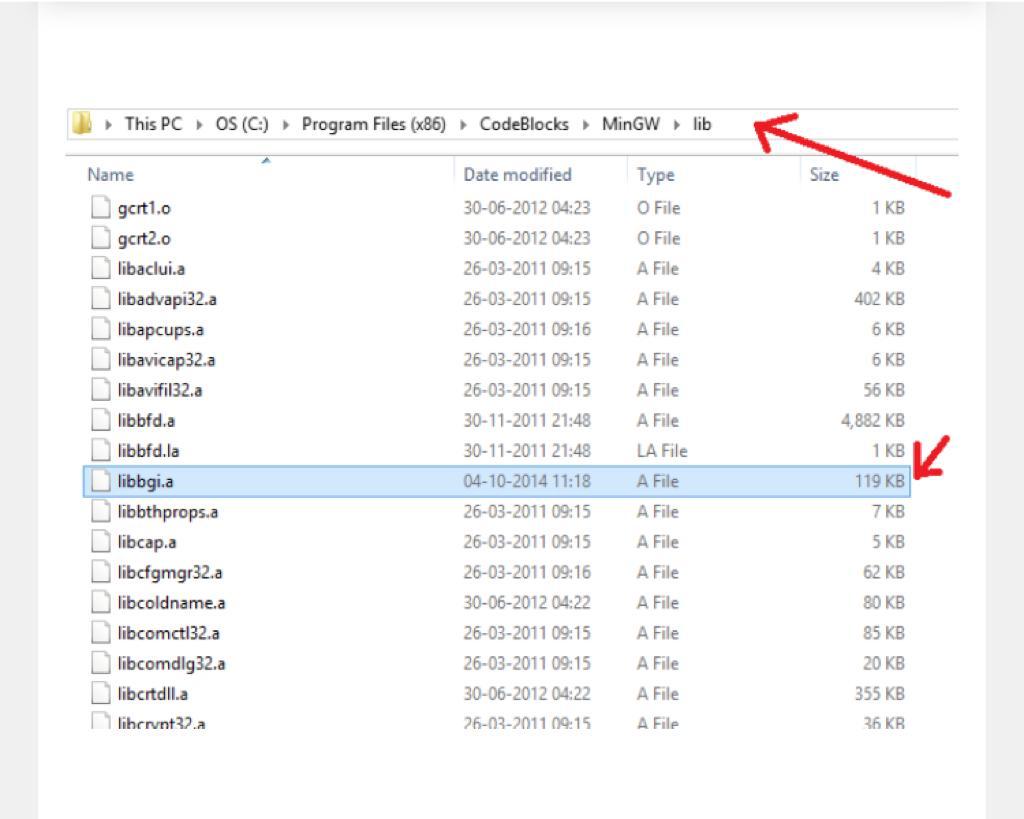 This PC OS (C:) Program Files (x86) CodeBlocks MinGW lib
Name Date modified Type Size
gcrt1.o 30-06-2012 04:23 O File 1 KB
gcrt2.o 30-06-2012 04:23 O File 1 KB
libaclui.a 26-03-2011 09:15 A File 4 KB
libadvapi32.a 26-03-2011 09:15 A File 402 KB
libapcups.a 26-03-2011 09:16 A File 6 KB
libavicap32.a 26-03-2011 09:15 A File 6 KB
libavifil32.a 26-03-2011 09:15 A File 56 KB
libbfd.a 30-11-2011 21:48 A File 4,882 KB
libbfd.la 30-11-2011 21:48 LA File 1 KB
libbgi.a 04-10-2014 11:18 A File 119 KB
libbthprops.a 26-03-2011 09:15 A File 7 KB
libcap.a 26-03-2011 09:15 A File 5 KB
libcfgmgr32.a 26-03-2011 09:16 A File 62 KB
libcoldname.a 30-06-2012 04:22 A File 80 KB
libcomctl32.a 26-03-2011 09:15 A File 85 KB
libcomdlg32.a 26-03-2011 09:15 A File 20 KB
libcrtdll.a 30-06-2012 04:22 A File 355 KB
libcrypt32.a 26-03-2011 09:15 A File 36 KB